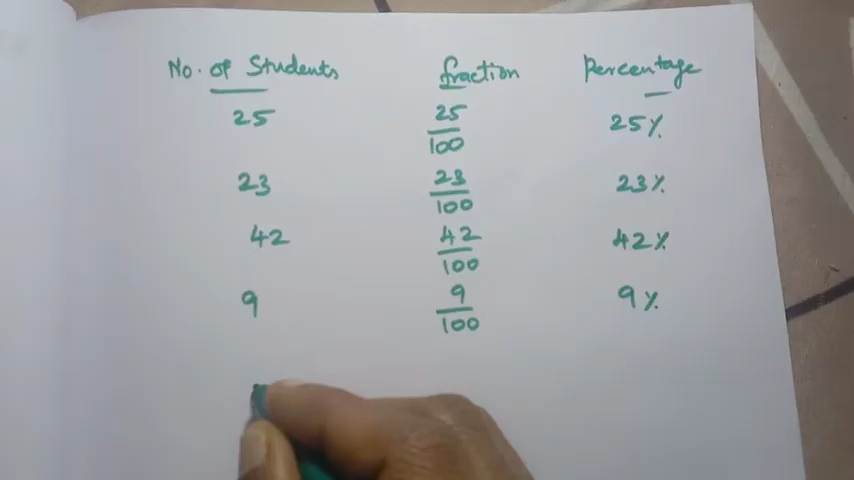 No. of Students fraction Percentage
25 25/100 25%
23 23/100 23%
42 42/100 42%
9 9/100 9%